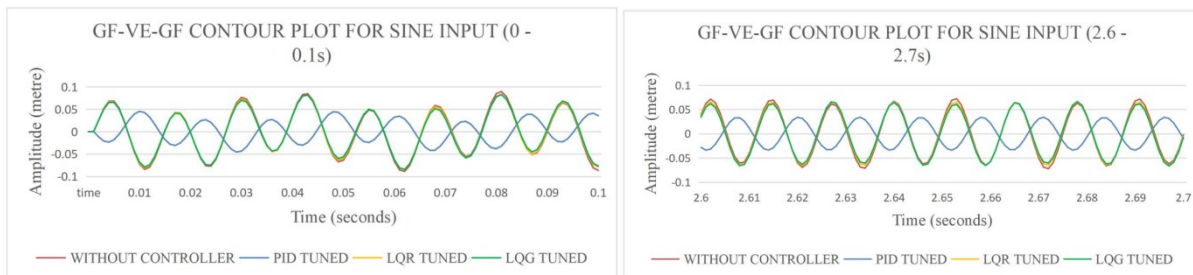 GF-VE-GF CONTOUR PLOT FOR SINE INPUT (0 -
0.1s)
Amplitude (metre)
0.1
0.05
0
-0.05
-0.1
time 0.01 0.02 0.03 0.04 0.05 0.06 0.07 0.08 0.09 0.1
Time (seconds)
WITHOUT CONTROLLER PID TUNED LQR TUNED LQG TUNED
GF-VE-GF CONTOUR PLOT FOR SINE INPUT (2.6 -
2.7s)
Amplitude (metre)
0.1
0.05
0
-0.05
-0.1
2.6 2.61 2.62 2.63 2.64 2.65 2.66 2.67 2.68 2.69 2.7
Time (seconds)
WITHOUT CONTROLLER PID TUNED LQR TUNED LQG TUNED